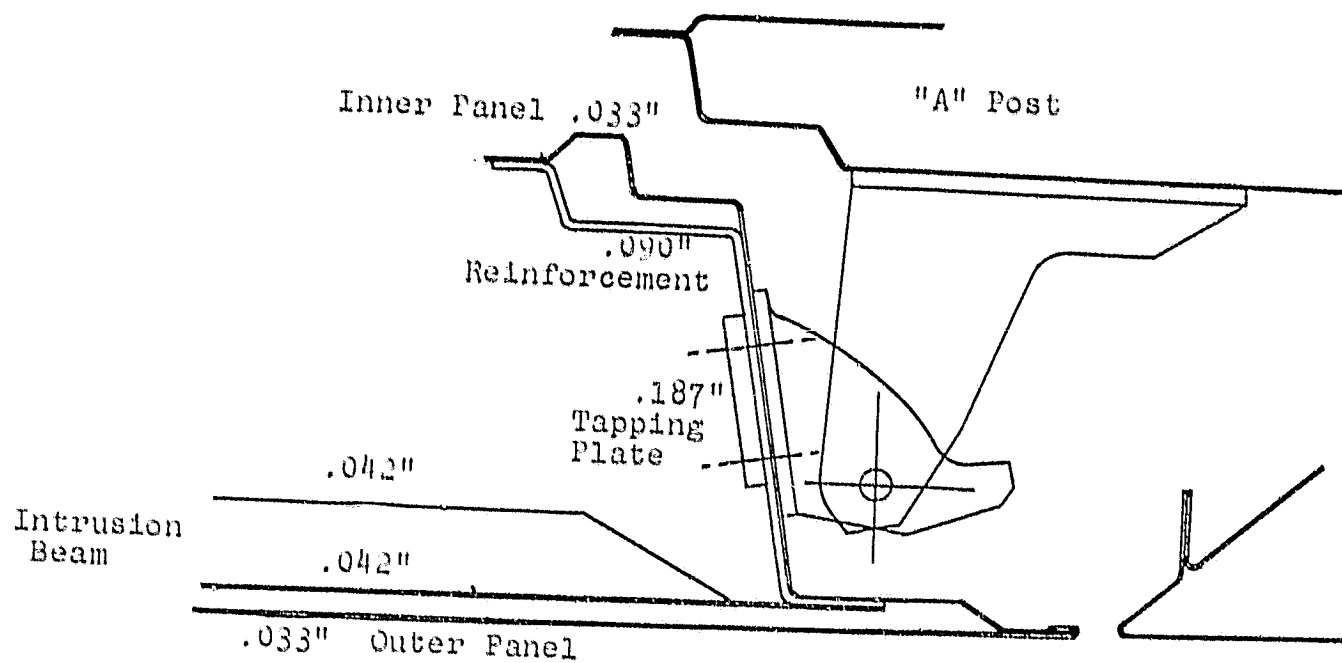 "A" Post
Inner Panel .033"
.090"
Reinforcement
.187"
Tapping
Plate
.042"
Intrusion
Beam
.042"
.033" Outer Panel